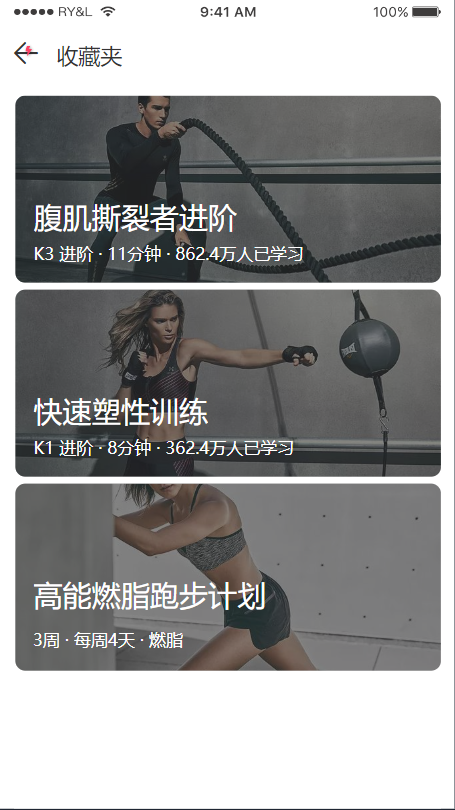 RY&L 9:41 AM 100%
收藏夹
腹肌撕裂者进阶
K3 进阶 · 11分钟 · 862.4万人已学习
快速塑性训练
K1 进阶 · 8分钟 · 362.4万人已学习
高能燃脂跑步计划
3周 · 每周4天 · 燃脂